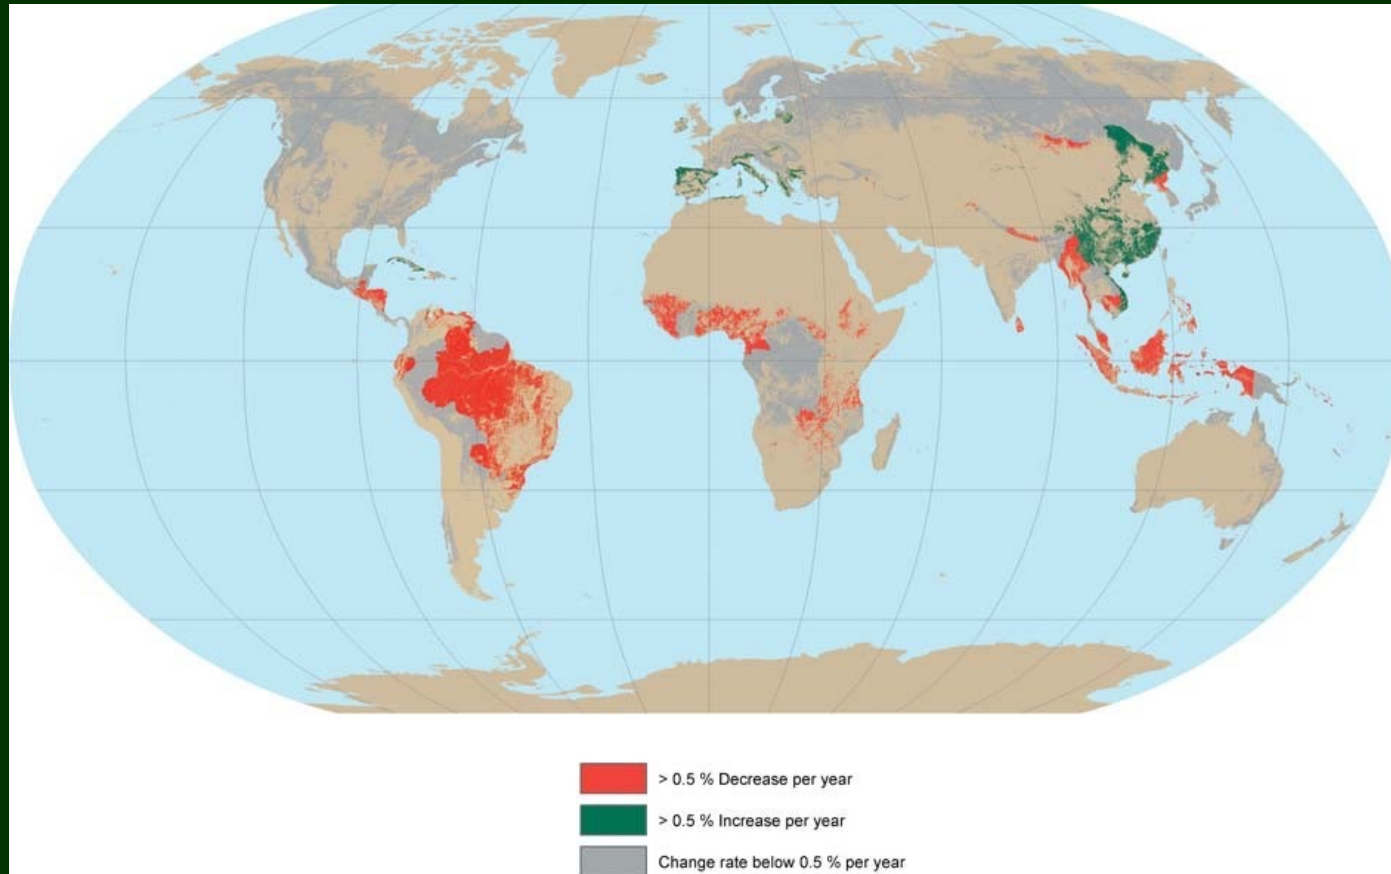 > 0.5 % Decrease per year
> 0.5 % Increase per year
Change rate below 0.5 % per year